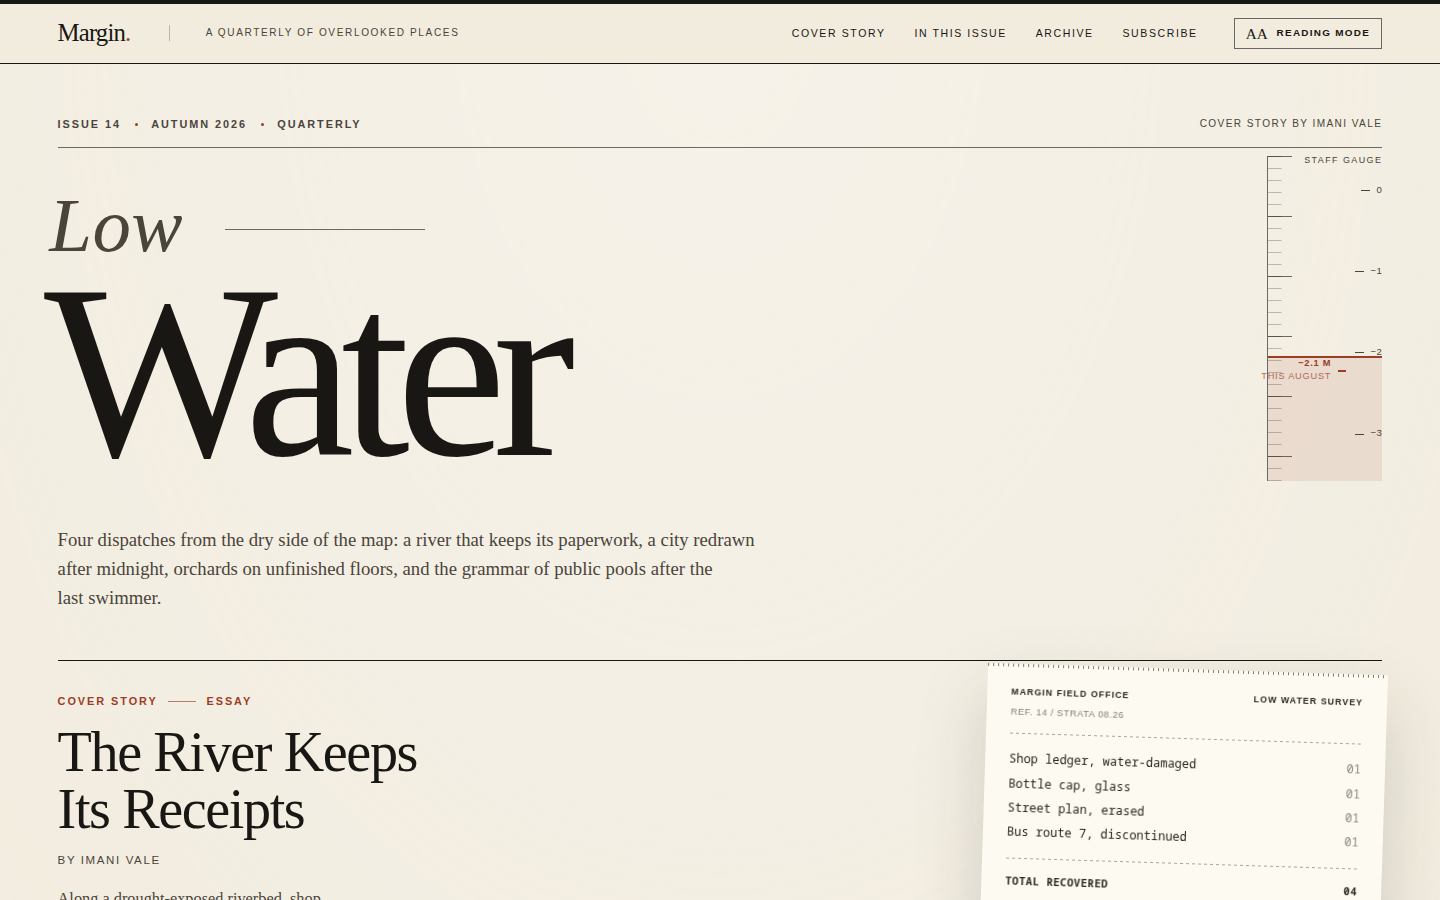 Margin.
A QUARTERLY OF OVERLOOKED PLACES
COVER STORY
IN THIS ISSUE
ARCHIVE
SUBSCRIBE
AA READING MODE
ISSUE 14 • AUTUMN 2026 • QUARTERLY
COVER STORY BY IMANI VALE
STAFF GAUGE
0
−1
−2
−2.1 M
THIS AUGUST
−3
Low
Water
Four dispatches from the dry side of the map: a river that keeps its paperwork, a city redrawn
after midnight, orchards on unfinished floors, and the grammar of public pools after the
last swimmer.
COVER STORY — ESSAY
The River Keeps
Its Receipts
BY IMANI VALE
Along a drought-exposed riverbed, shop
MARGIN FIELD OFFICE
LOW WATER SURVEY
REF. 14 / STRATA 08.26
Shop ledger, water-damaged 01
Bottle cap, glass 01
Street plan, erased 01
Bus route 7, discontinued 01
TOTAL RECOVERED 04